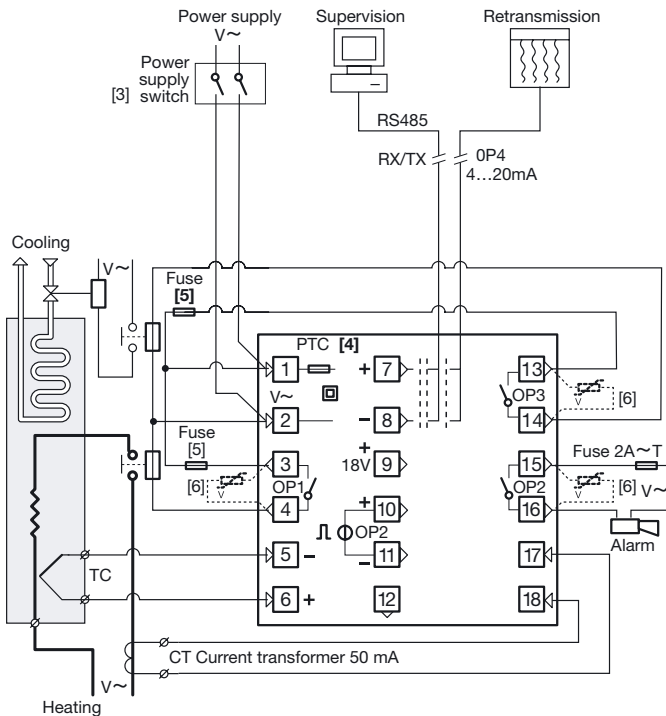 Power supply
V~
Supervision
Retransmission
Power
supply
switch
[3]
RS485
RX/TX
0P4
4...20mA
Cooling
V~
Fuse
[5]
PTC [4]
1
+
7
13
OP3
[6]
V
V~
2
−
8
14
Fuse
[5]
3
+
18V
9
15
Fuse 2A~T
[6]
V
OP1
OP2
[6]
V
V~
4
+
10
16
OP2
Alarm
5
−
11
−
17
TC
6
+
12
18
CT Current transformer 50 mA
V~
Heating